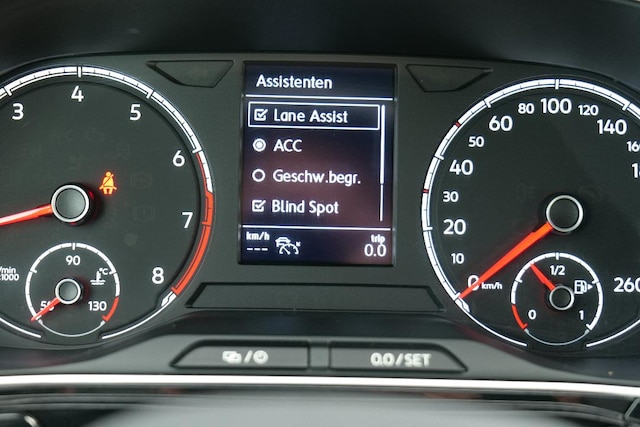 Assistenten
Lane Assist
ACC
Geschw.begr.
Blind Spot
km/h trip
--- 0.0
3 4 5 6 7 8
/min
x1000
90
°C
50 130
0 10 20 30 40 50 60 80 100 120 140 160
260
km/h
1/2
0 1
0.0/SET